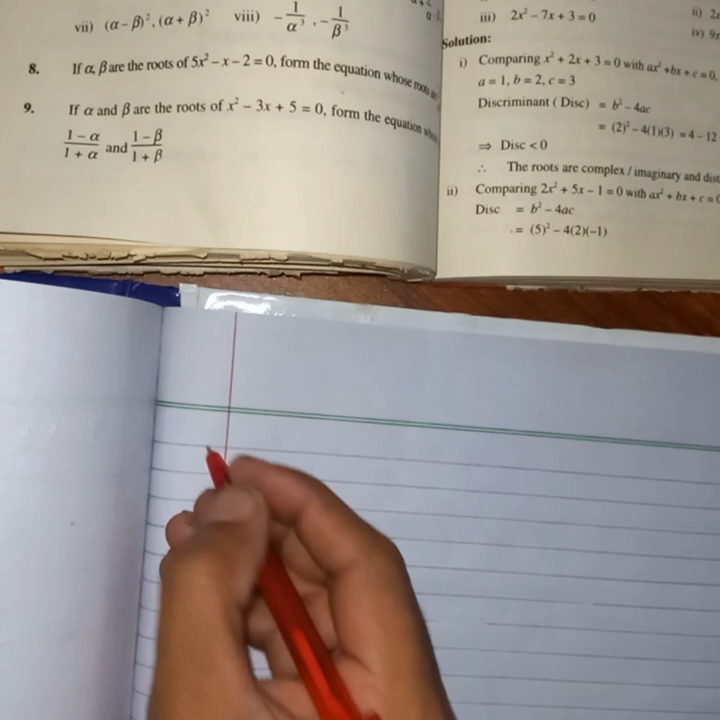 vii) (α – β)², (α + β)² viii) – 1/α³ , – 1/β³
8. If α, β are the roots of 5x² – x – 2 = 0, form the equation whose roots
9. If α and β are the roots of x² – 3x + 5 = 0, form the equation
(1 – α)/(1 + α) and (1 – β)/(1 + β)
iii) 2x² – 7x + 3 = 0
ii)
iv)
Solution:
i) Comparing x² + 2x + 3 = 0 with ax² + bx + c = 0,
a = 1, b = 2, c = 3
Discriminant ( Disc) = b² – 4ac
= (2)² – 4(1)(3) = 4 – 12
⇒ Disc < 0
∴ The roots are complex / imaginary and
ii) Comparing 2x² + 5x – 1 = 0 with ax² + bx + c =
Disc = b² – 4ac
= (5)² – 4(2)(–1)